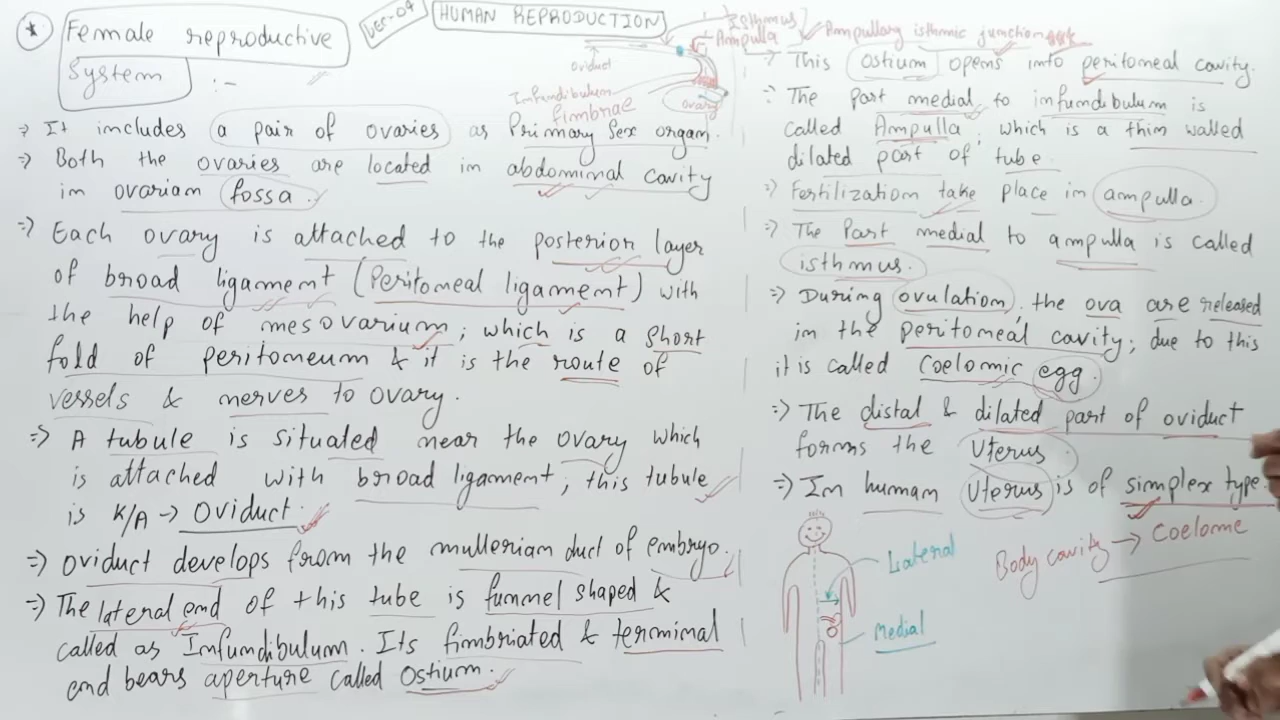 HUMAN REPRODUCTION
Lec-04
Female reproductive
System :-
Isthmus
Ampulla
Ampullary isthmic junction
Oviduct
Infundibulum
fimbriae
ovary
⇒ It includes a pair of ovaries as Primary Sex organ.
⇒ Both the ovaries are located in abdominal cavity
in ovarian fossa.
⇒ Each ovary is attached to the posterior layer
of broad ligament (Peritoneal ligament) with
the help of mesovarium; which is a short
fold of peritoneum & it is the route of
vessels & nerves to ovary.
⇒ A tubule is situated near the ovary which
is attached with broad ligament; this tubule
is K/A → Oviduct.
⇒ Oviduct develops from the mullerian duct of embryo.
⇒ The lateral end of this tube is funnel shaped &
called as Infundibulum. Its fimbriated & terminal
end bears aperture called Ostium.
⇒ This Ostium opens into peritoneal cavity.
⇒ The part medial to infundibulum is
called Ampulla, which is a thin walled
dilated part of tube.
⇒ Fertilization take place in ampulla.
⇒ The Part medial to ampulla is called
isthmus.
⇒ During ovulation, the ova are released
in the peritoneal cavity; due to this
it is called Coelomic egg.
⇒ The distal & dilated part of oviduct
forms the Uterus.
⇒ In human Uterus is of simplex type.
Lateral
Medial
Body cavity → Coelome